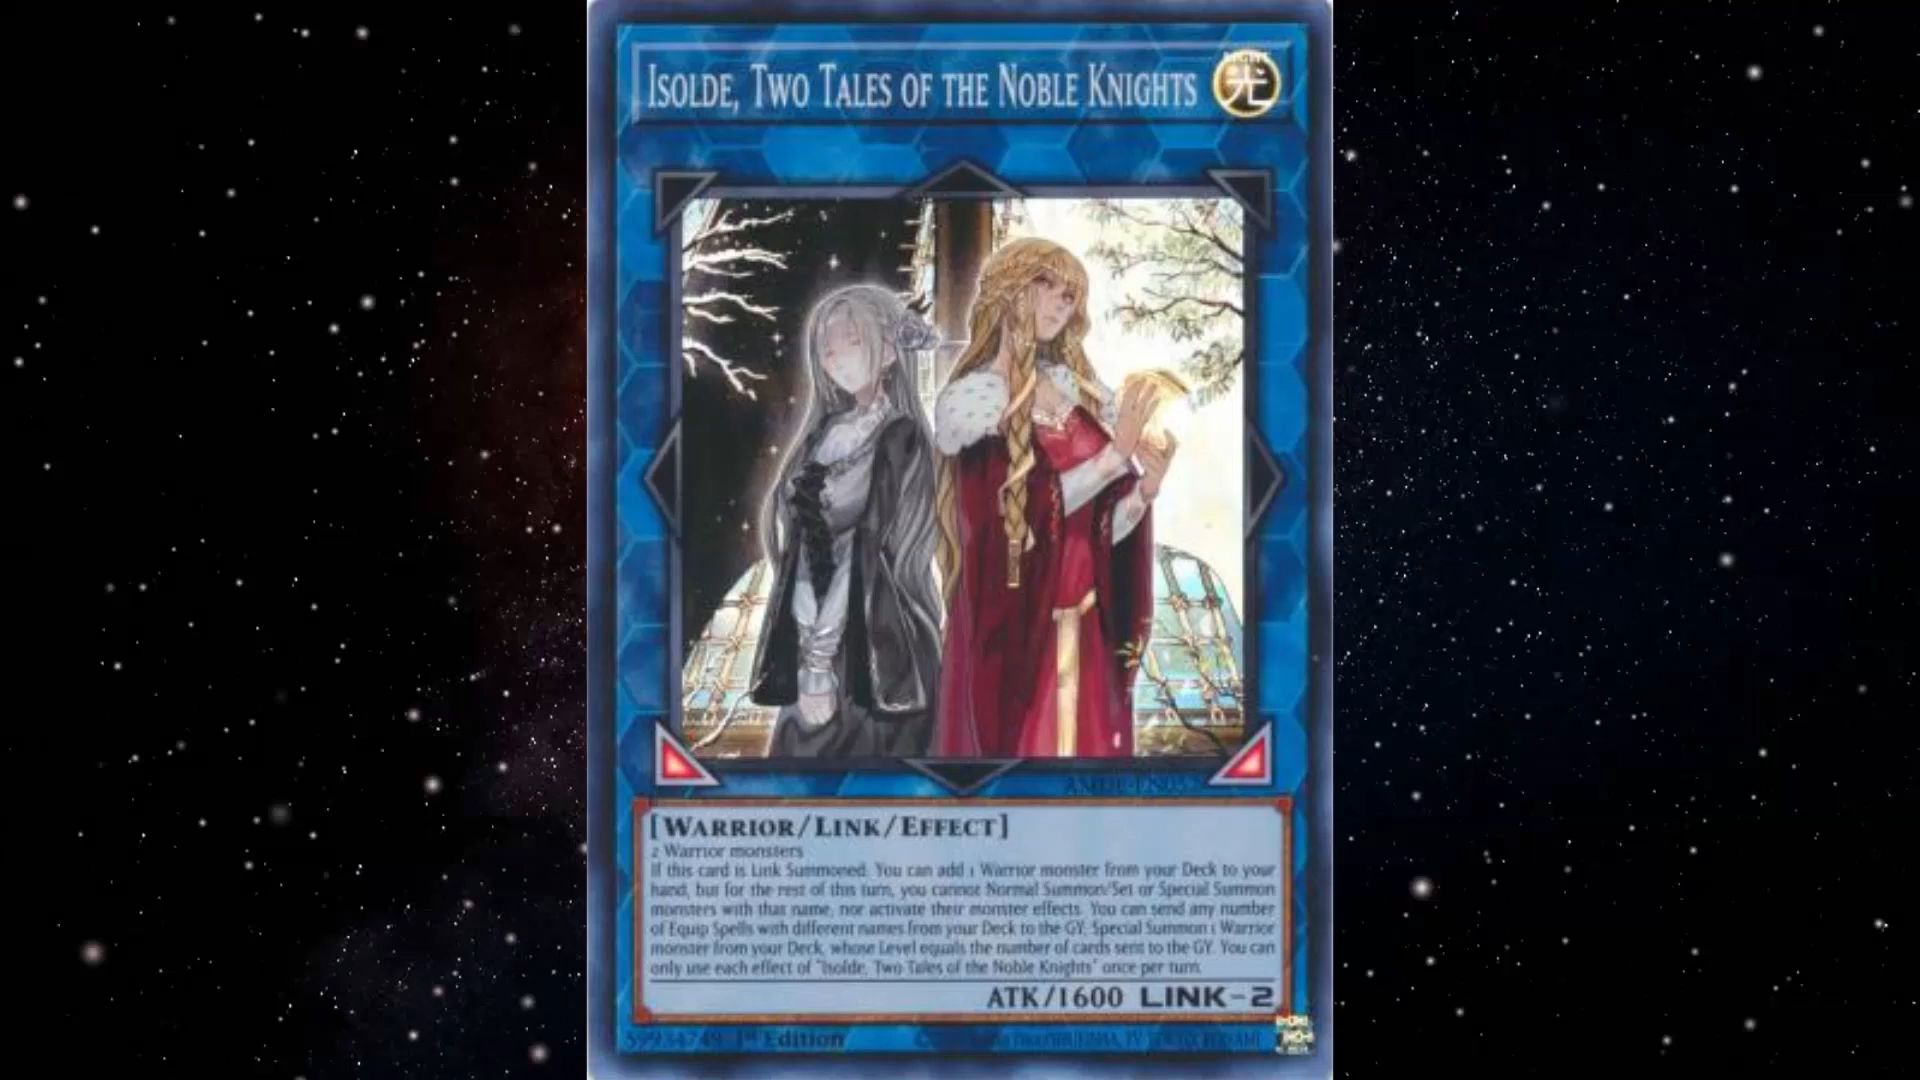 ISOLDE, TWO TALES OF THE NOBLE KNIGHTS
LIGHT
光
[WARRIOR/LINK/EFFECT]
2 Warrior monsters
If this card is Link Summoned: You can add 1 Warrior monster from your Deck to your
hand, but for the rest of this turn, you cannot Normal Summon/Set or Special Summon
monsters with that name, nor activate their monster effects. You can send any number
of Equip Spells with different names from your Deck to the GY; Special Summon 1 Warrior
monster from your Deck, whose Level equals the number of cards sent to the GY. You can
only use each effect of "Isolde, Two Tales of the Noble Knights" once per turn.
ATK/1600 LINK-2
59934749 1st Edition